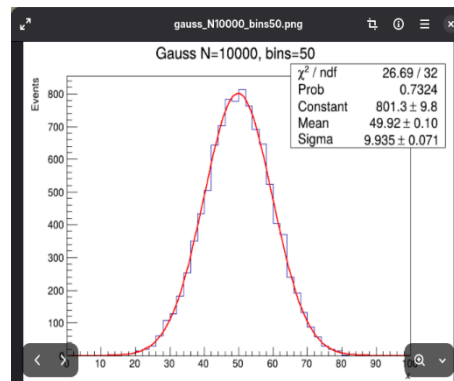 gauss_N10000_bins50.png
Gauss N=10000, bins=50
χ² / ndf 26.69 / 32
Prob 0.7324
Constant 801.3 ± 9.8
Mean 49.92 ± 0.10
Sigma 9.935 ± 0.071
Events
800
700
600
500
400
300
200
100
10 20 30 40 50 60 70 80 90
x